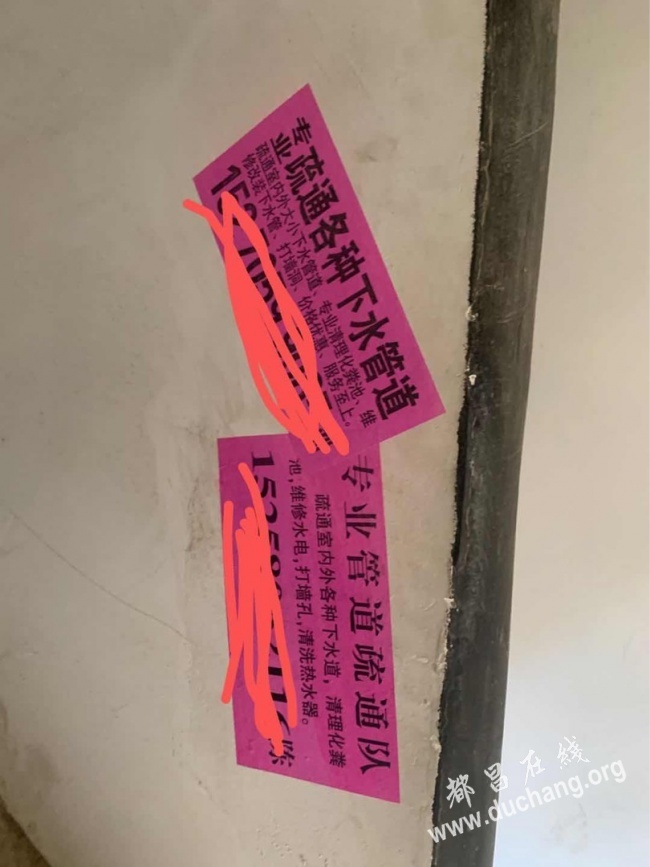 专业疏通各种下水管道
疏通室内外大小下水管道、专业清理化粪池、维
修改装下水管、打墙洞、价格优惠、服务至上。
专业管道疏通队
疏通室内外各种下水道，清理化粪
池，维修水电，打墙孔，清洗热水器。
陈
都昌在线
www.duchang.org